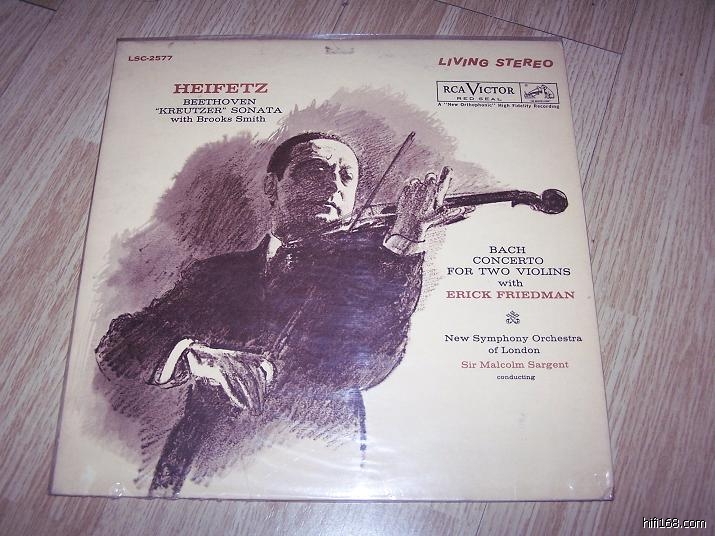 LSC-2577
LIVING STEREO
HEIFETZ
BEETHOVEN
"KREUTZER" SONATA
with Brooks Smith
RCA VICTOR
RED SEAL
A "New Orthophonic" High Fidelity Recording
BACH
CONCERTO
FOR TWO VIOLINS
with
ERICK FRIEDMAN
New Symphony Orchestra
of London
Sir Malcolm Sargent
conducting
hifi168.com